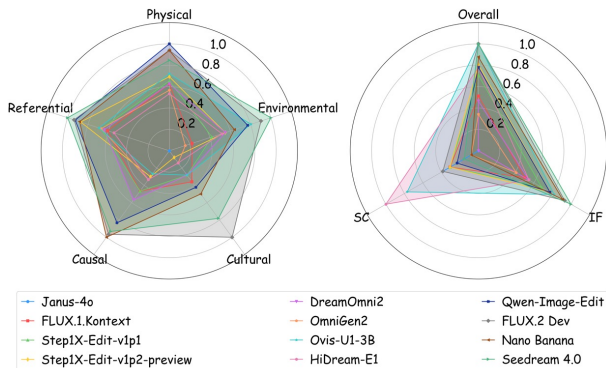 Physical
1.0
0.8
0.6
0.4
0.2
Environmental
Cultural
Causal
Referential
Overall
1.0
0.8
0.6
0.4
0.2
IF
SC
Janus-4o
FLUX.1.Kontext
Step1X-Edit-v1p1
Step1X-Edit-v1p2-preview
DreamOmni2
OmniGen2
Ovis-U1-3B
HiDream-E1
Qwen-Image-Edit
FLUX.2 Dev
Nano Banana
Seedream 4.0